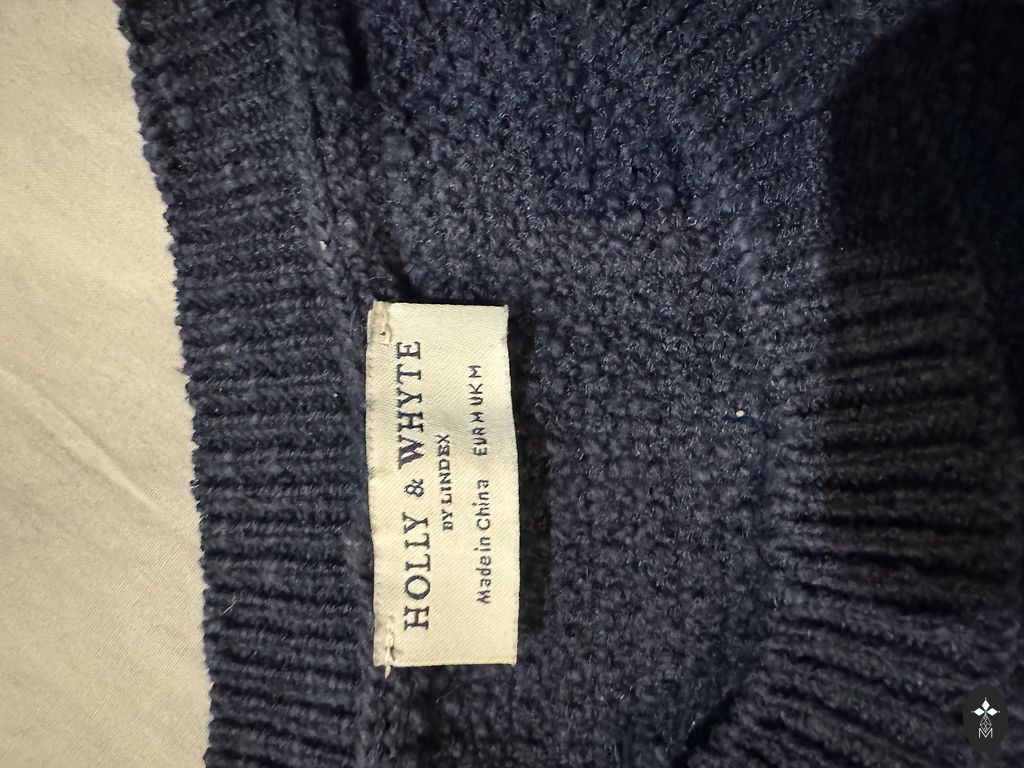 HOLLY & WHYTE
BY LINDEX
Made in China EUR M UK M
M